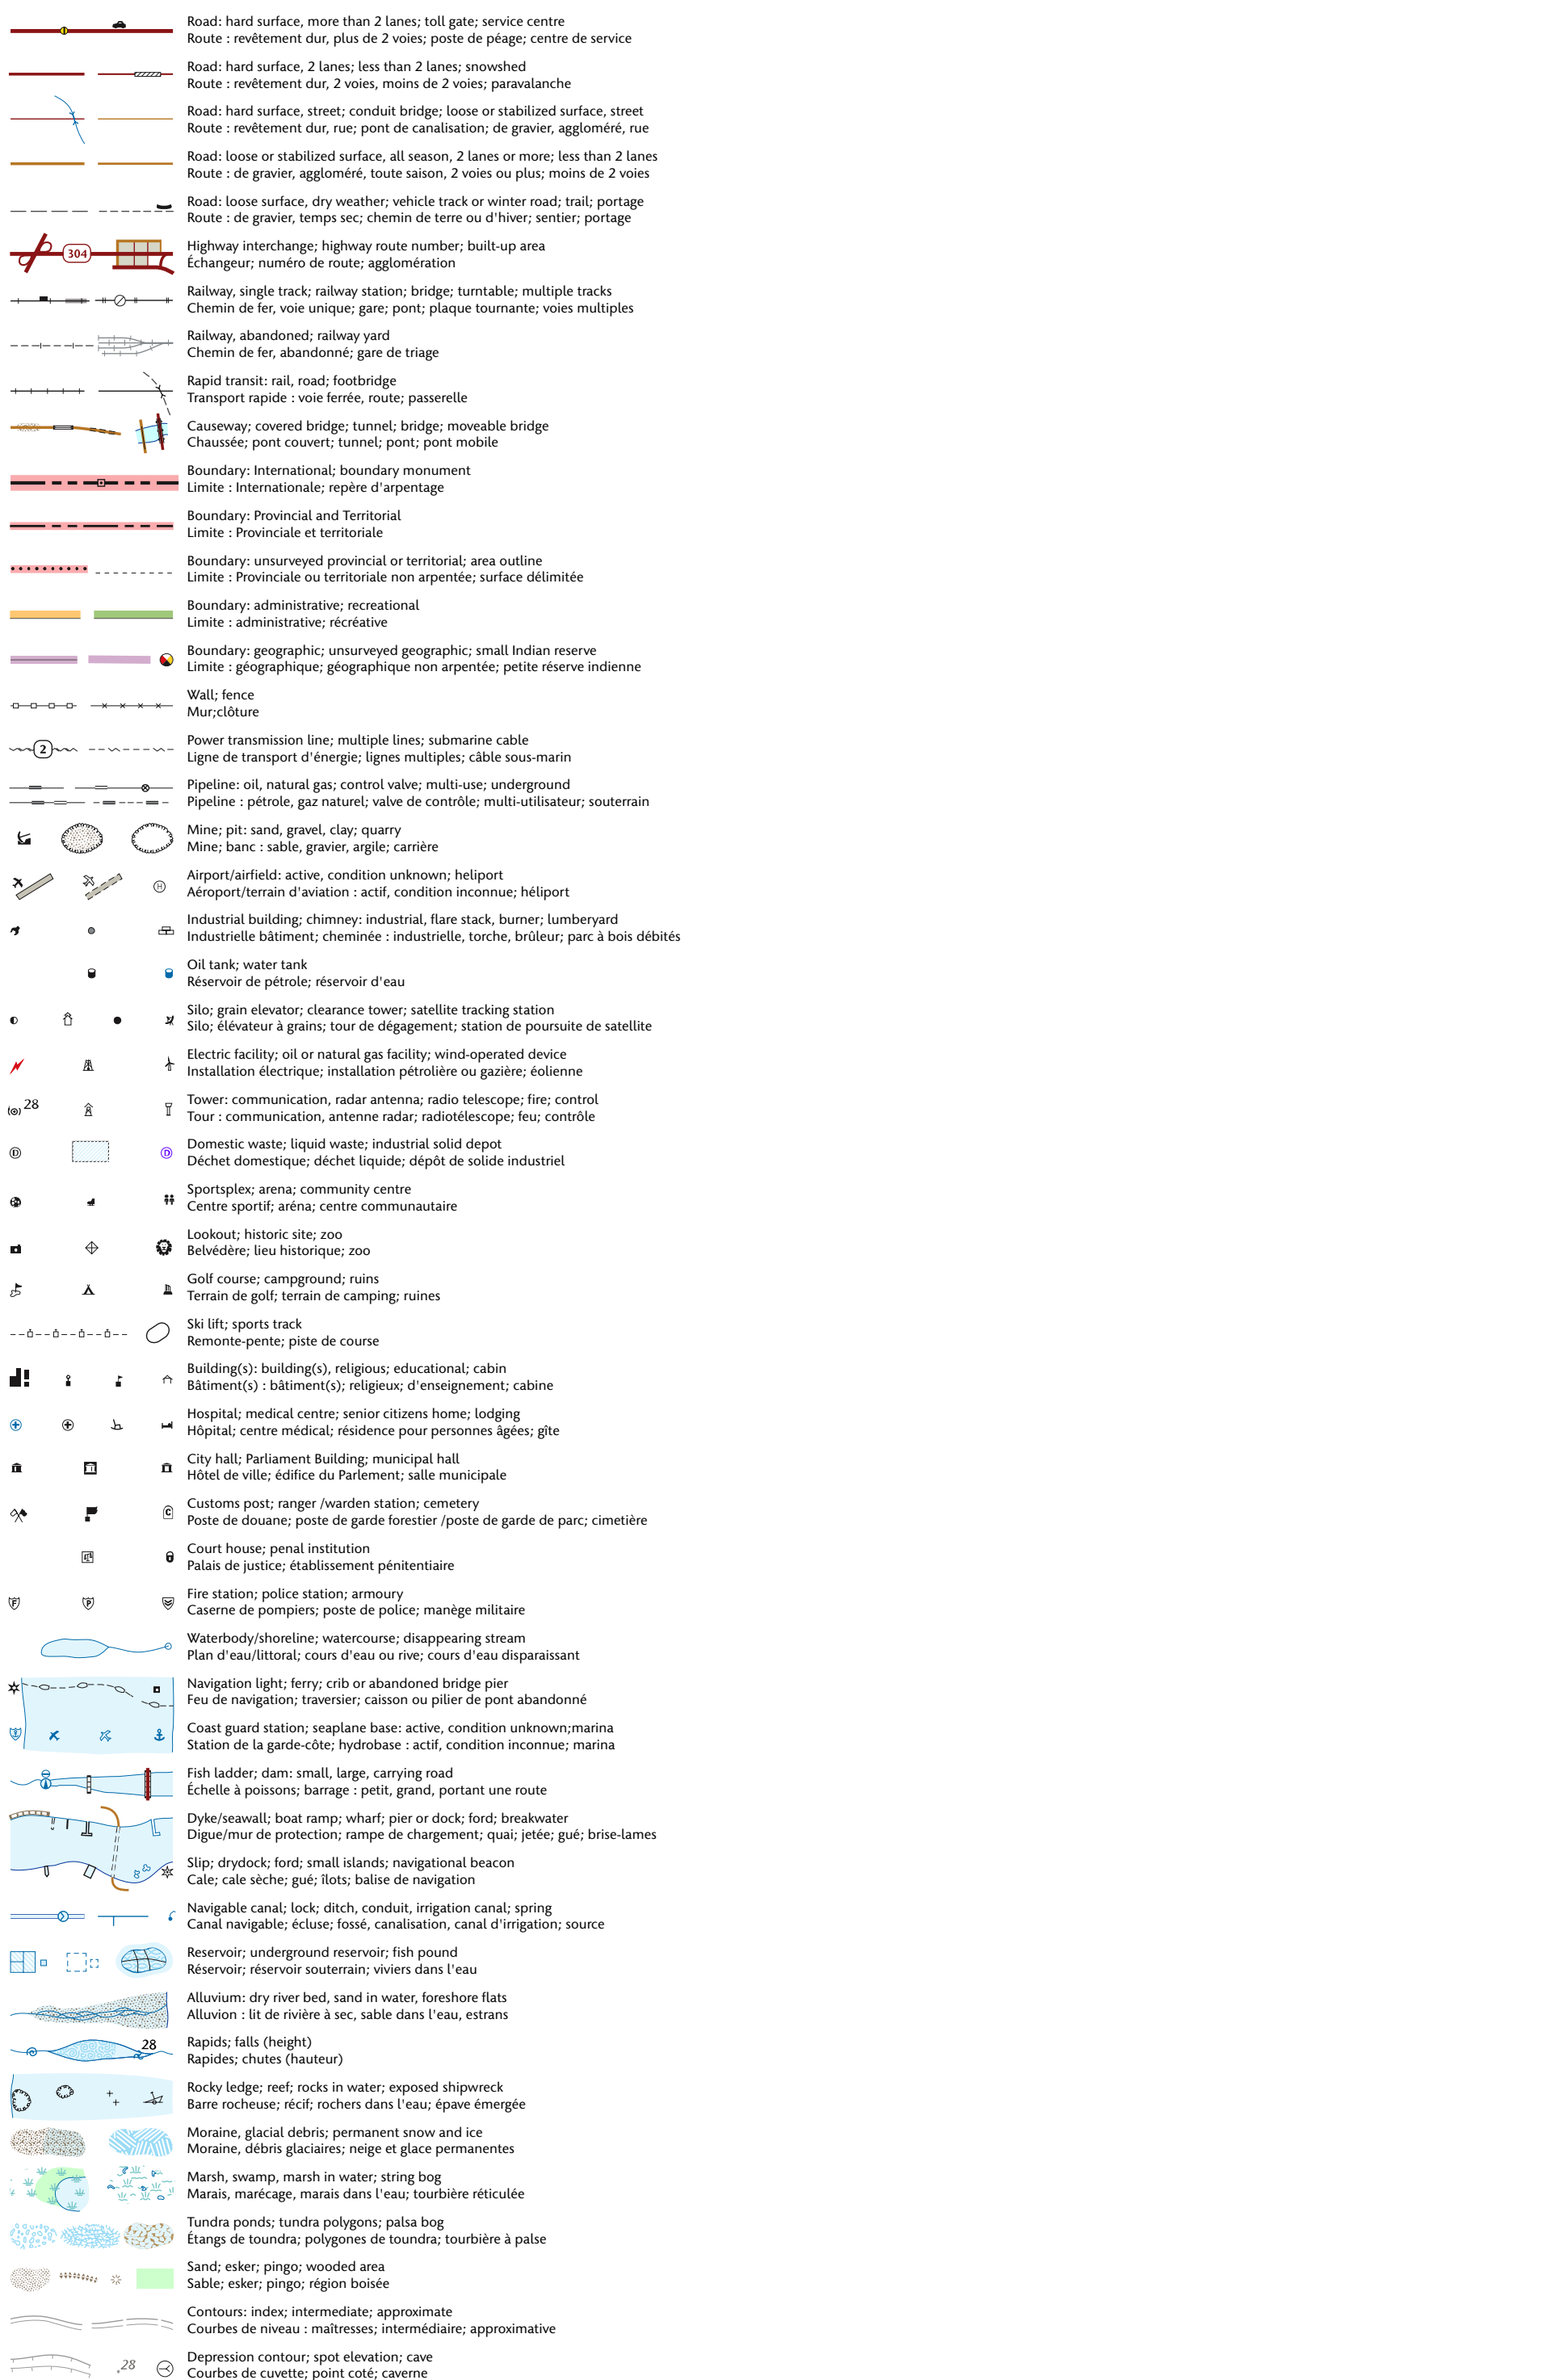 Road: hard surface, more than 2 lanes; toll gate; service centre
Route : revêtement dur, plus de 2 voies; poste de péage; centre de service
Road: hard surface, 2 lanes; less than 2 lanes; snowshed
Route : revêtement dur, 2 voies, moins de 2 voies; paravalanche
Road: hard surface, street; conduit bridge; loose or stabilized surface, street
Route : revêtement dur, rue; pont de canalisation; de gravier, aggloméré, rue
Road: loose or stabilized surface, all season, 2 lanes or more; less than 2 lanes
Route : de gravier, aggloméré, toute saison, 2 voies ou plus; moins de 2 voies
Road: loose surface, dry weather; vehicle track or winter road; trail; portage
Route : de gravier, temps sec; chemin de terre ou d'hiver; sentier; portage
304
Highway interchange; highway route number; built-up area
Échangeur; numéro de route; agglomération
Railway, single track; railway station; bridge; turntable; multiple tracks
Chemin de fer, voie unique; gare; pont; plaque tournante; voies multiples
Railway, abandoned; railway yard
Chemin de fer, abandonné; gare de triage
Rapid transit: rail, road; footbridge
Transport rapide : voie ferrée, route; passerelle
Causeway; covered bridge; tunnel; bridge; moveable bridge
Chaussée; pont couvert; tunnel; pont; pont mobile
Boundary: International; boundary monument
Limite : Internationale; repère d'arpentage
Boundary: Provincial and Territorial
Limite : Provinciale et territoriale
Boundary: unsurveyed provincial or territorial; area outline
Limite : Provinciale ou territoriale non arpentée; surface délimitée
Boundary: administrative; recreational
Limite : administrative; récréative
Boundary: geographic; unsurveyed geographic; small Indian reserve
Limite : géographique; géographique non arpentée; petite réserve indienne
Wall; fence
Mur;clôture
2
Power transmission line; multiple lines; submarine cable
Ligne de transport d'énergie; lignes multiples; câble sous-marin
Pipeline: oil, natural gas; control valve; multi-use; underground
Pipeline : pétrole, gaz naturel; valve de contrôle; multi-utilisateur; souterrain
Mine; pit: sand, gravel, clay; quarry
Mine; banc : sable, gravier, argile; carrière
H
Airport/airfield: active, condition unknown; heliport
Aéroport/terrain d'aviation : actif, condition inconnue; héliport
Industrial building; chimney: industrial, flare stack, burner; lumberyard
Industrielle bâtiment; cheminée : industrielle, torche, brûleur; parc à bois débités
Oil tank; water tank
Réservoir de pétrole; réservoir d'eau
Silo; grain elevator; clearance tower; satellite tracking station
Silo; élévateur à grains; tour de dégagement; station de poursuite de satellite
Electric facility; oil or natural gas facility; wind-operated device
Installation électrique; installation pétrolière ou gazière; éolienne
28
Tower: communication, radar antenna; radio telescope; fire; control
Tour : communication, antenne radar; radiotélescope; feu; contrôle
D D
Domestic waste; liquid waste; industrial solid depot
Déchet domestique; déchet liquide; dépôt de solide industriel
Sportsplex; arena; community centre
Centre sportif; aréna; centre communautaire
Lookout; historic site; zoo
Belvédère; lieu historique; zoo
Golf course; campground; ruins
Terrain de golf; terrain de camping; ruines
Ski lift; sports track
Remonte-pente; piste de course
Building(s): building(s), religious; educational; cabin
Bâtiment(s) : bâtiment(s); religieux; d'enseignement; cabine
Hospital; medical centre; senior citizens home; lodging
Hôpital; centre médical; résidence pour personnes âgées; gîte
City hall; Parliament Building; municipal hall
Hôtel de ville; édifice du Parlement; salle municipale
C
Customs post; ranger /warden station; cemetery
Poste de douane; poste de garde forestier /poste de garde de parc; cimetière
Court house; penal institution
Palais de justice; établissement pénitentiaire
F P
Fire station; police station; armoury
Caserne de pompiers; poste de police; manège militaire
Waterbody/shoreline; watercourse; disappearing stream
Plan d'eau/littoral; cours d'eau ou rive; cours d'eau disparaissant
Navigation light; ferry; crib or abandoned bridge pier
Feu de navigation; traversier; caisson ou pilier de pont abandonné
Coast guard station; seaplane base: active, condition unknown;marina
Station de la garde-côte; hydrobase : actif, condition inconnue; marina
Fish ladder; dam: small, large, carrying road
Échelle à poissons; barrage : petit, grand, portant une route
Dyke/seawall; boat ramp; wharf; pier or dock; ford; breakwater
Digue/mur de protection; rampe de chargement; quai; jetée; gué; brise-lames
Slip; drydock; ford; small islands; navigational beacon
Cale; cale sèche; gué; îlots; balise de navigation
Navigable canal; lock; ditch, conduit, irrigation canal; spring
Canal navigable; écluse; fossé, canalisation, canal d'irrigation; source
Reservoir; underground reservoir; fish pound
Réservoir; réservoir souterrain; viviers dans l'eau
Alluvium: dry river bed, sand in water, foreshore flats
Alluvion : lit de rivière à sec, sable dans l'eau, estrans
28
Rapids; falls (height)
Rapides; chutes (hauteur)
Rocky ledge; reef; rocks in water; exposed shipwreck
Barre rocheuse; récif; rochers dans l'eau; épave émergée
Moraine, glacial debris; permanent snow and ice
Moraine, débris glaciaires; neige et glace permanentes
Marsh, swamp, marsh in water; string bog
Marais, marécage, marais dans l'eau; tourbière réticulée
Tundra ponds; tundra polygons; palsa bog
Étangs de toundra; polygones de toundra; tourbière à palse
Sand; esker; pingo; wooded area
Sable; esker; pingo; région boisée
Contours: index; intermediate; approximate
Courbes de niveau : maîtresses; intermédiaire; approximative
28
Depression contour; spot elevation; cave
Courbes de cuvette; point coté; caverne